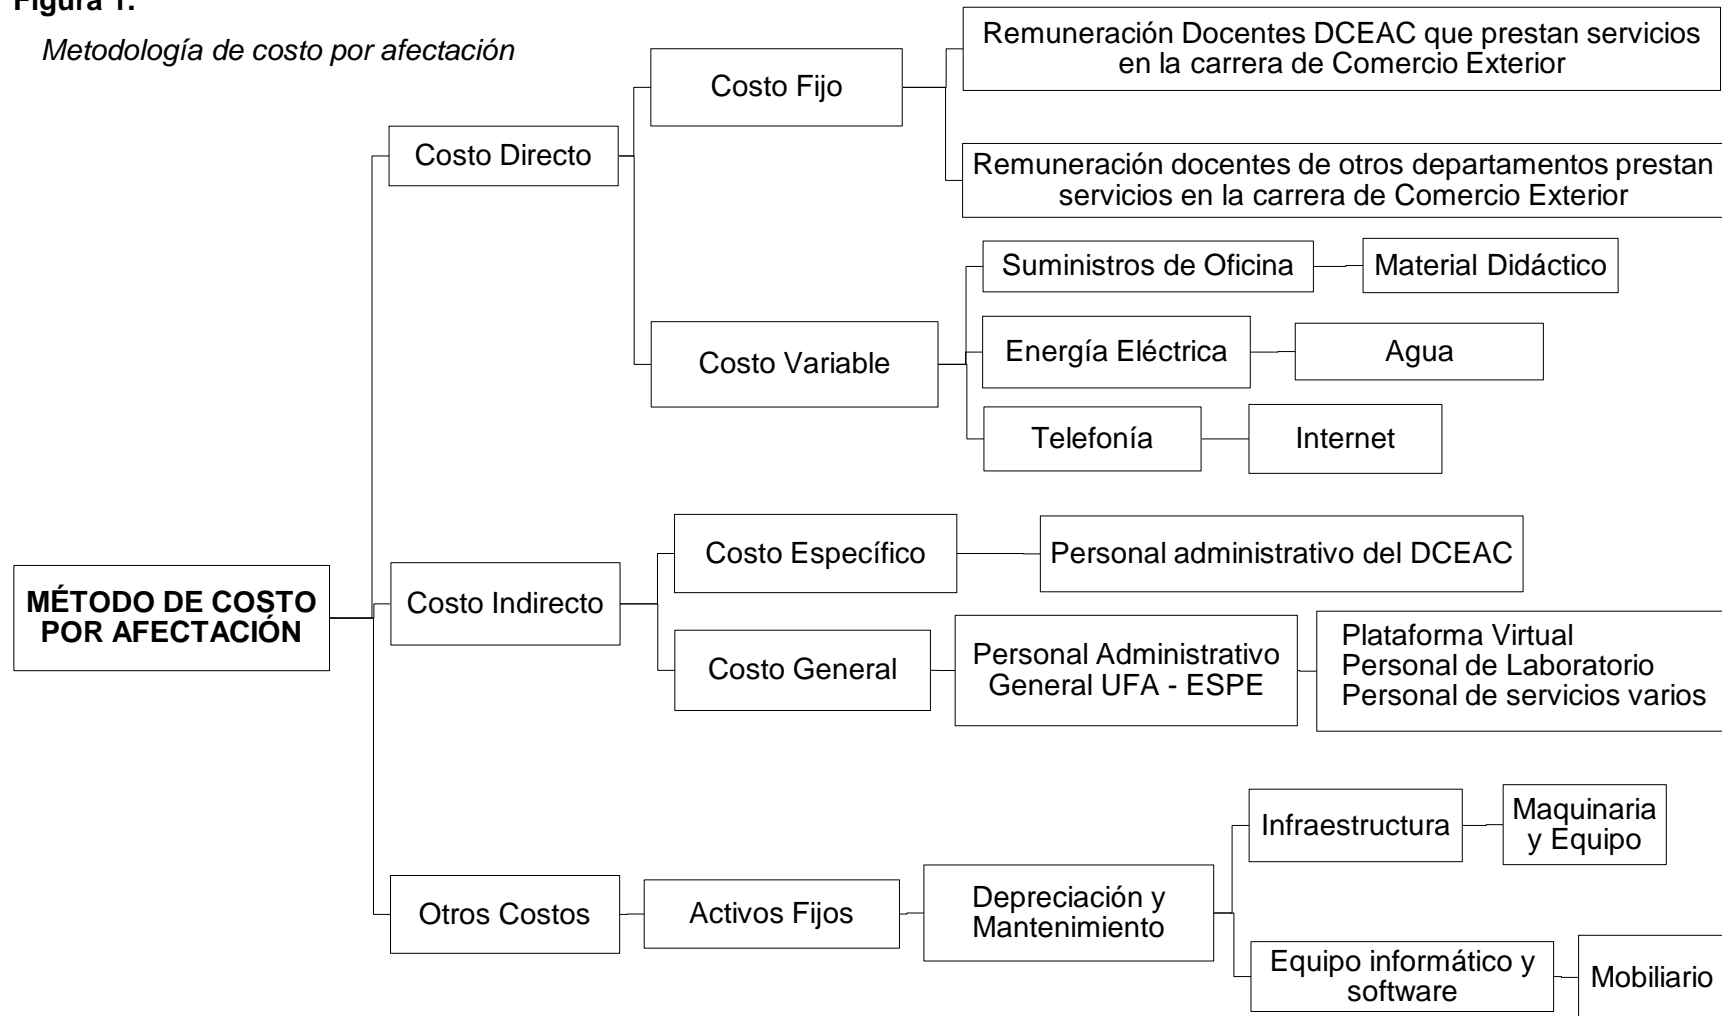 Figura 1.
Metodología de costo por afectación
MÉTODO DE COSTO
POR AFECTACIÓN
Costo Directo
Costo Fijo
Remuneración Docentes DCEAC que prestan servicios
en la carrera de Comercio Exterior
Remuneración docentes de otros departamentos prestan
servicios en la carrera de Comercio Exterior
Costo Variable
Suministros de Oficina
Material Didáctico
Energía Eléctrica
Agua
Telefonía
Internet
Costo Indirecto
Costo Específico
Personal administrativo del DCEAC
Costo General
Personal Administrativo
General UFA - ESPE
Plataforma Virtual
Personal de Laboratorio
Personal de servicios varios
Otros Costos
Activos Fijos
Depreciación y
Mantenimiento
Infraestructura
Maquinaria
y Equipo
Equipo informático y
software
Mobiliario